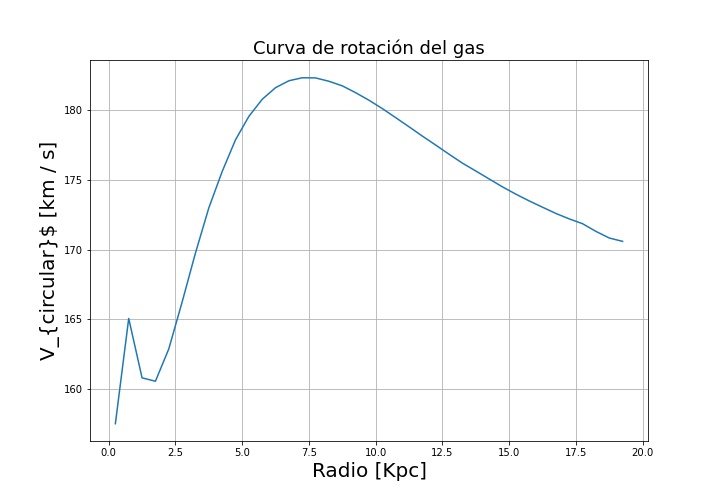 Curva de rotación del gas
V_{circular}$ [km / s]
180
175
170
165
160
0.0 2.5 5.0 7.5 10.0 12.5 15.0 17.5 20.0
Radio [Kpc]